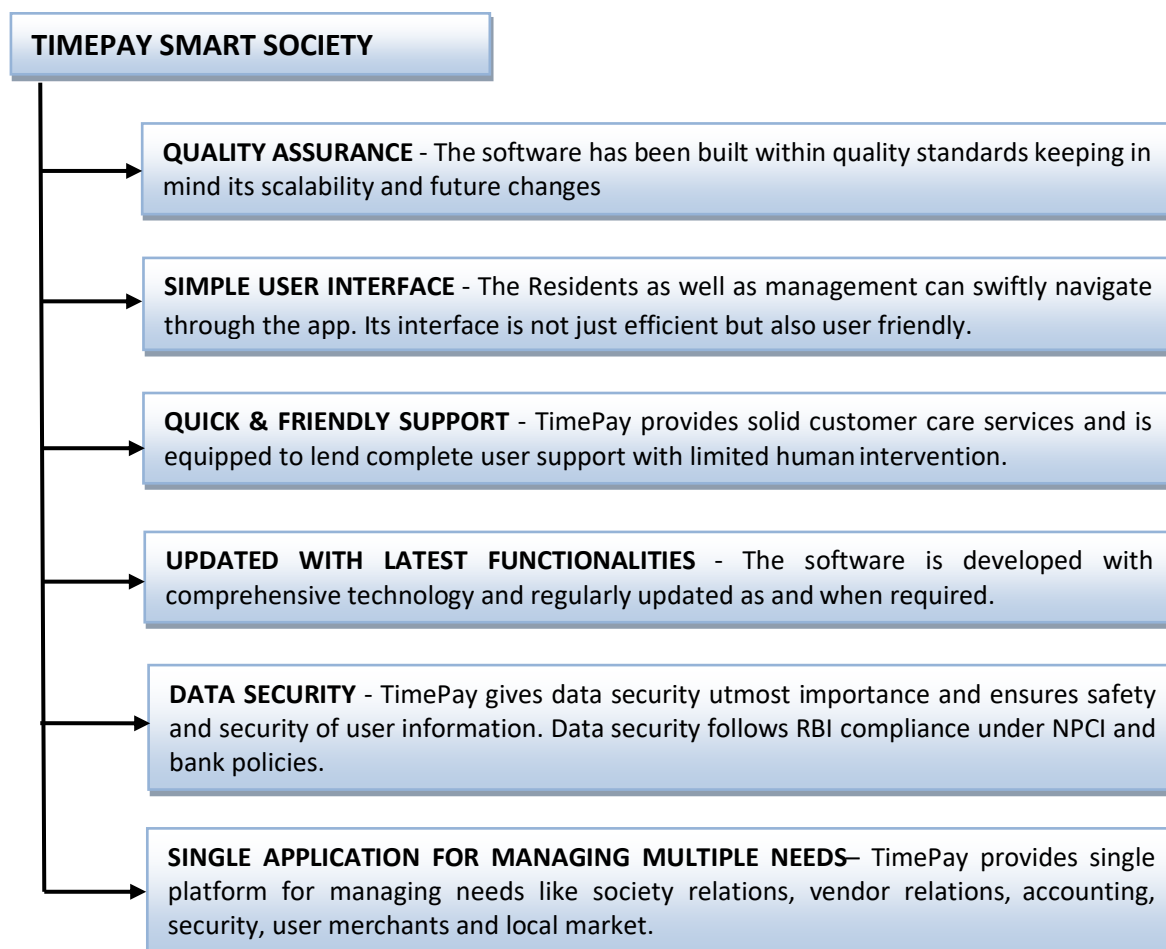 TIMEPAY SMART SOCIETY
QUALITY ASSURANCE - The software has been built within quality standards keeping in
mind its scalability and future changes
SIMPLE USER INTERFACE - The Residents as well as management can swiftly navigate
through the app. Its interface is not just efficient but also user friendly.
QUICK & FRIENDLY SUPPORT - TimePay provides solid customer care services and is
equipped to lend complete user support with limited human intervention.
UPDATED WITH LATEST FUNCTIONALITIES - The software is developed with
comprehensive technology and regularly updated as and when required.
DATA SECURITY - TimePay gives data security utmost importance and ensures safety
and security of user information. Data security follows RBI compliance under NPCI and
bank policies.
SINGLE APPLICATION FOR MANAGING MULTIPLE NEEDS– TimePay provides single
platform for managing needs like society relations, vendor relations, accounting,
security, user merchants and local market.